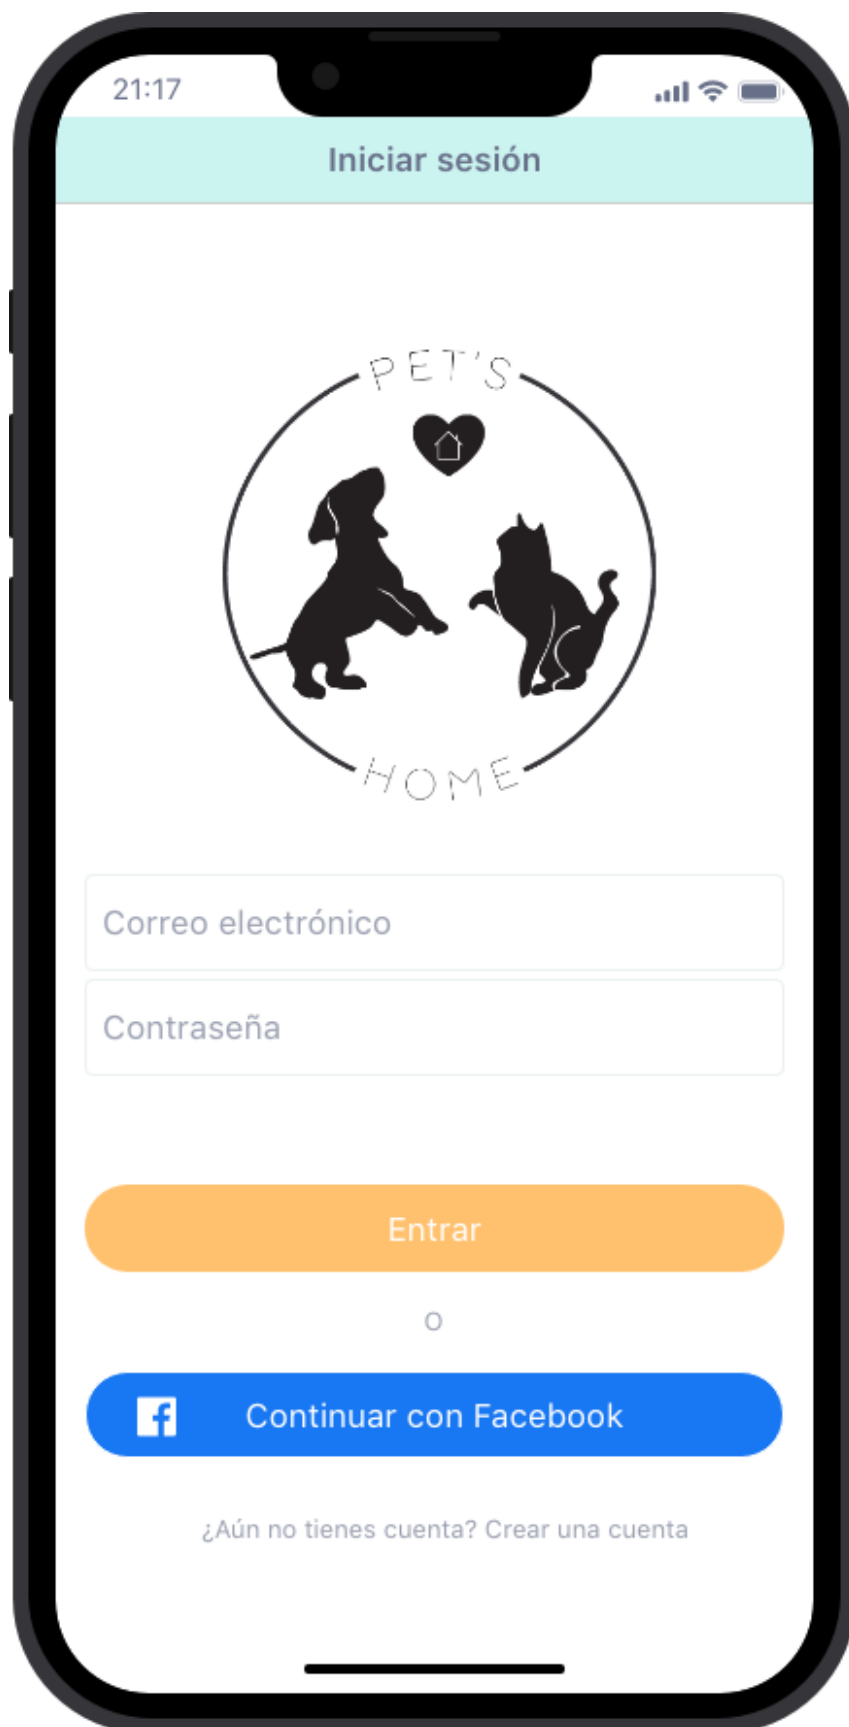 21:17
Iniciar sesión
PET'S
HOME
Correo electrónico
Contraseña
Entrar
o
Continuar con Facebook
¿Aún no tienes cuenta? Crear una cuenta